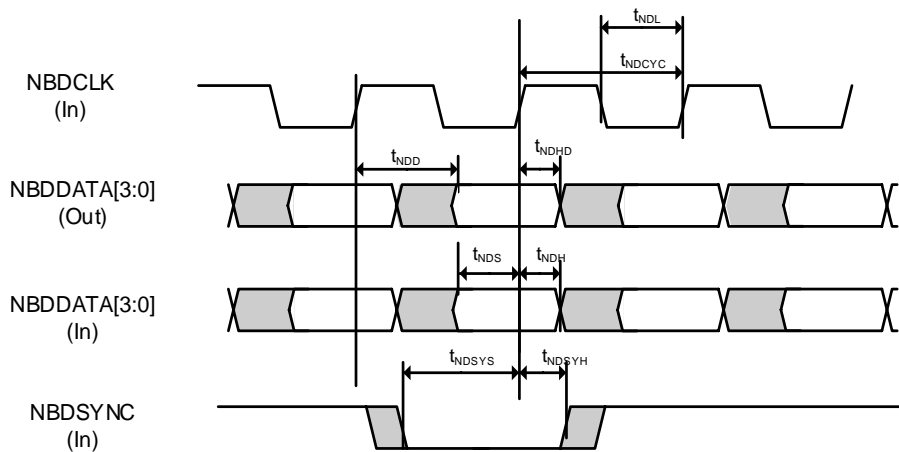 tNDL
tNDCYC
NBDCLK
(In)
tNDD
tNDHD
NBDDATA[3:0]
(Out)
tNDS
tNDH
NBDDATA[3:0]
(In)
tNDSYS
tNDSYH
NBDSYNC
(In)